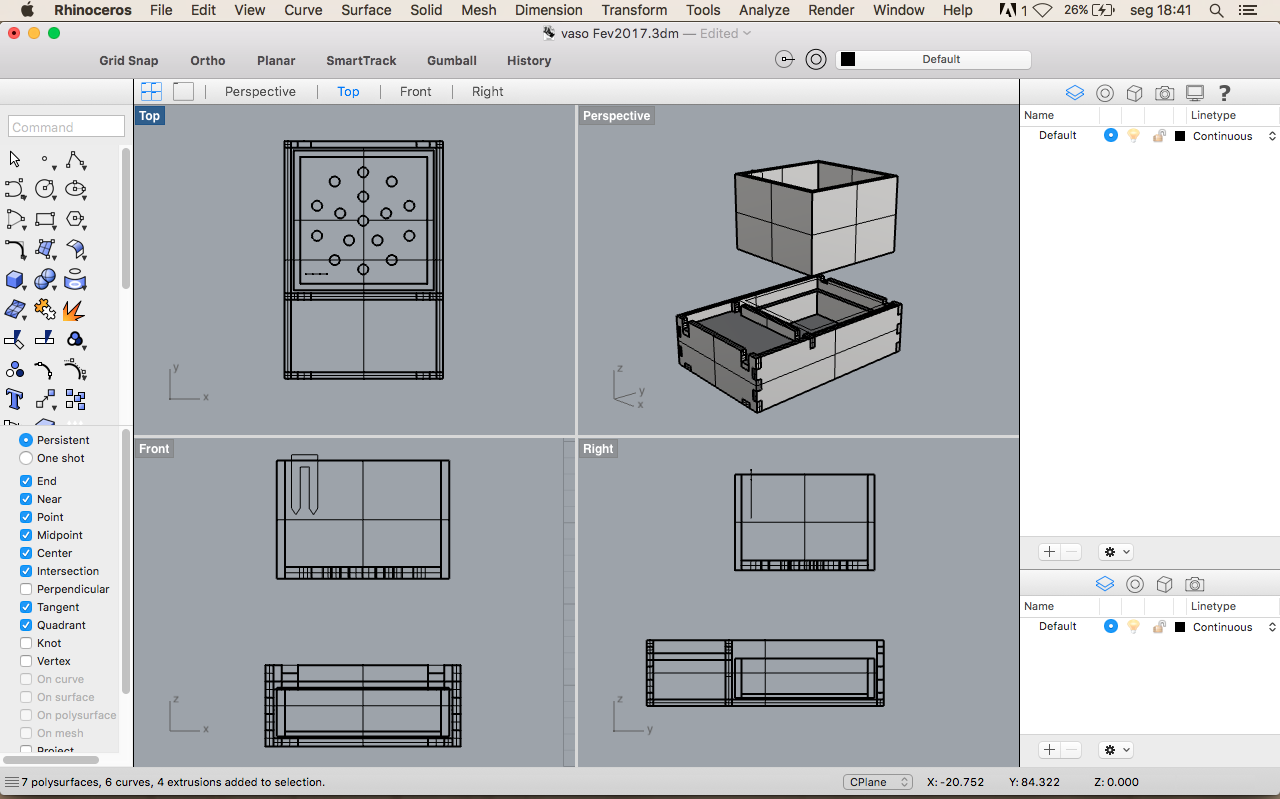 Rhinoceros File Edit View Curve Surface Solid Mesh Dimension Transform Tools Analyze Render Window Help 1 26% seg 18:41
vaso Fev2017.3dm — Edited
Grid Snap Ortho Planar SmartTrack Gumball History Default
Perspective Top Front Right
Command
Top
Perspective
Front
Right
y
x
z
y
x
z
x
z
y
Persistent
One shot
End
Near
Point
Midpoint
Center
Intersection
Perpendicular
Tangent
Quadrant
Knot
Vertex
On curve
On surface
On polysurface
On mesh
Project
Name Linetype
Default Continuous
Name Linetype
Default Continuous
7 polysurfaces, 6 curves, 4 extrusions added to selection. CPlane X: -20.752 Y: 84.322 Z: 0.000